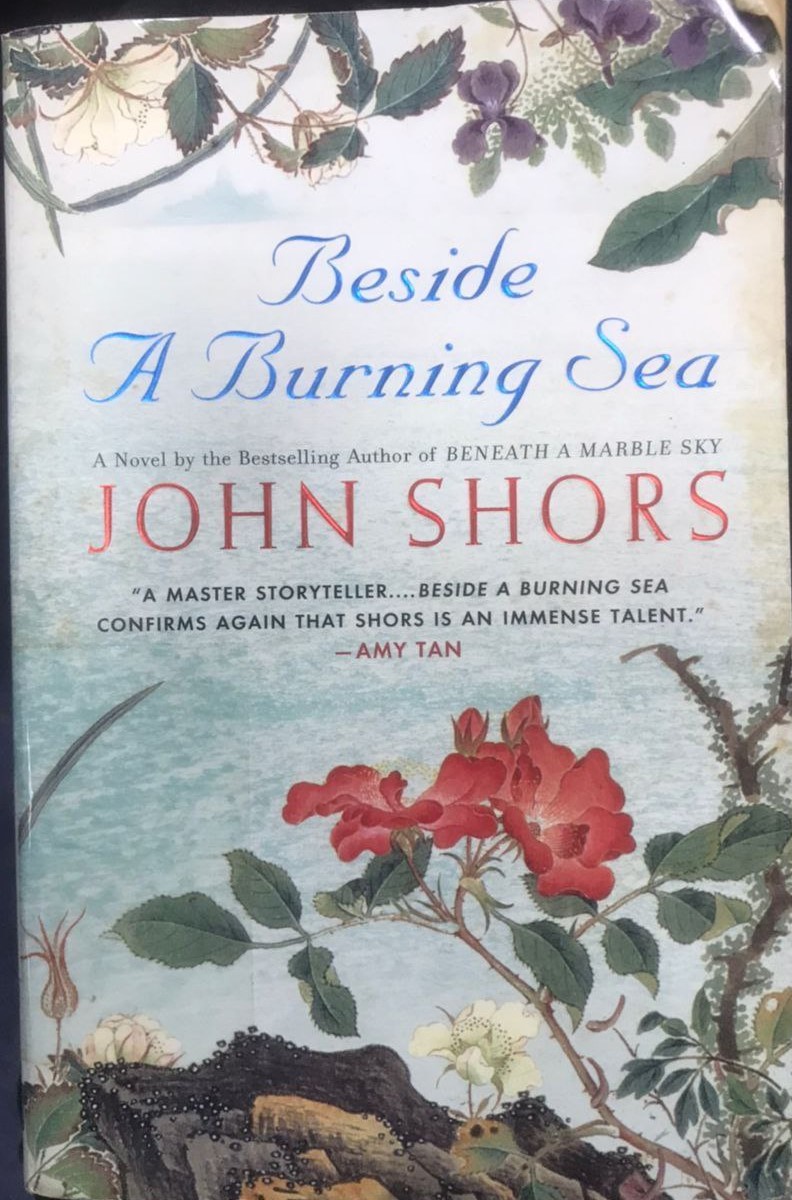 Beside
A Burning Sea
A Novel by the Bestselling Author of BENEATH A MARBLE SKY
JOHN SHORS
"A MASTER STORYTELLER....BESIDE A BURNING SEA
CONFIRMS AGAIN THAT SHORS IS AN IMMENSE TALENT."
—AMY TAN